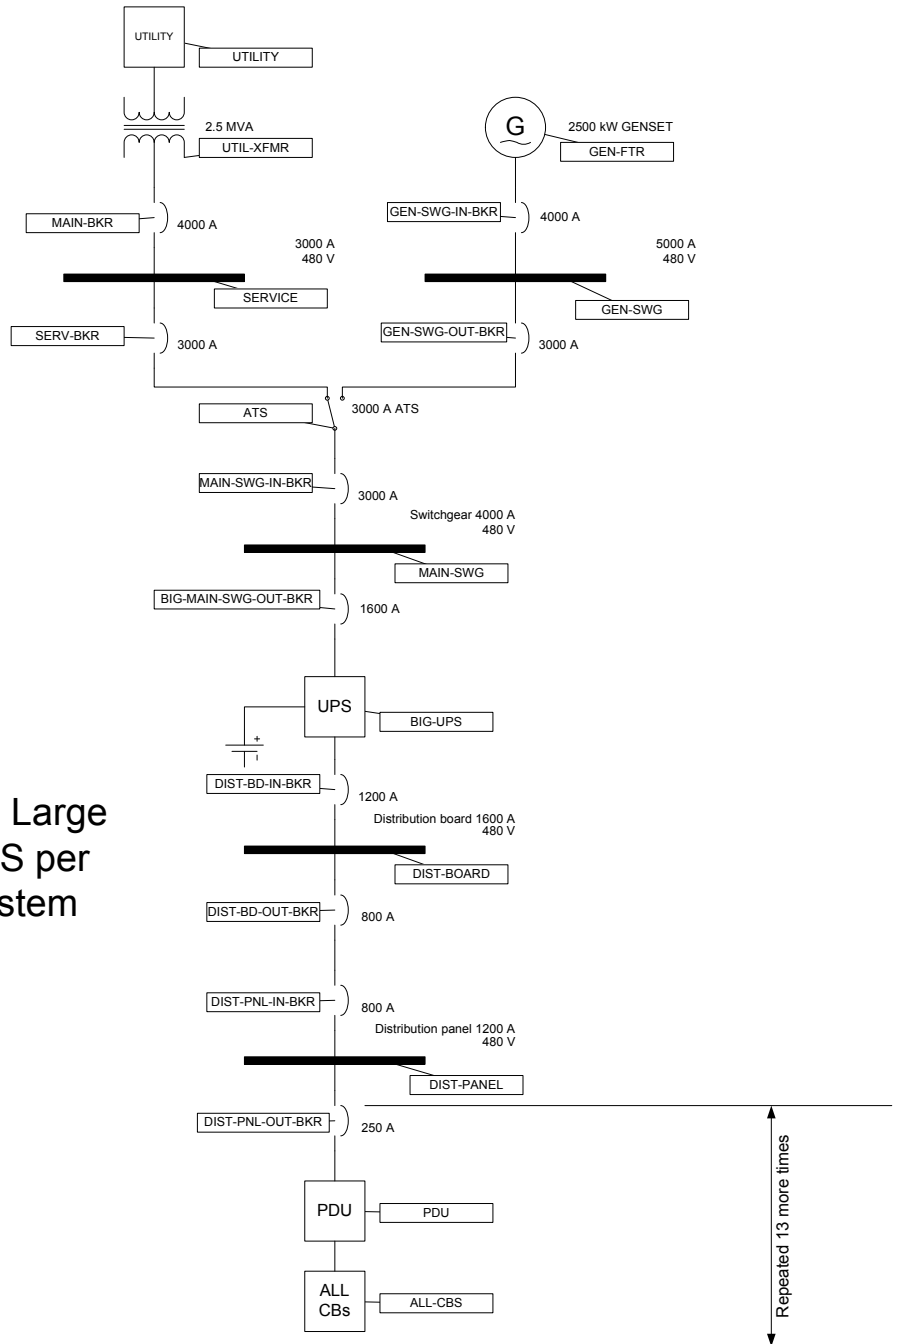 UTILITY
UTILITY
2.5 MVA
UTIL-XFMR
G
2500 kW GENSET
GEN-FTR
MAIN-BKR
4000 A
GEN-SWG-IN-BKR
4000 A
3000 A
480 V
5000 A
480 V
SERVICE
GEN-SWG
SERV-BKR
3000 A
GEN-SWG-OUT-BKR
3000 A
ATS
3000 A ATS
MAIN-SWG-IN-BKR
3000 A
Switchgear 4000 A
480 V
MAIN-SWG
BIG-MAIN-SWG-OUT-BKR
1600 A
UPS
BIG-UPS
+
DIST-BD-IN-BKR
1200 A
Large
S per
stem
Distribution board 1600 A
480 V
DIST-BOARD
DIST-BD-OUT-BKR
800 A
DIST-PNL-IN-BKR
800 A
Distribution panel 1200 A
480 V
DIST-PANEL
DIST-PNL-OUT-BKR
250 A
PDU
PDU
ALL
CBs
ALL-CBS
Repeated 13 more times